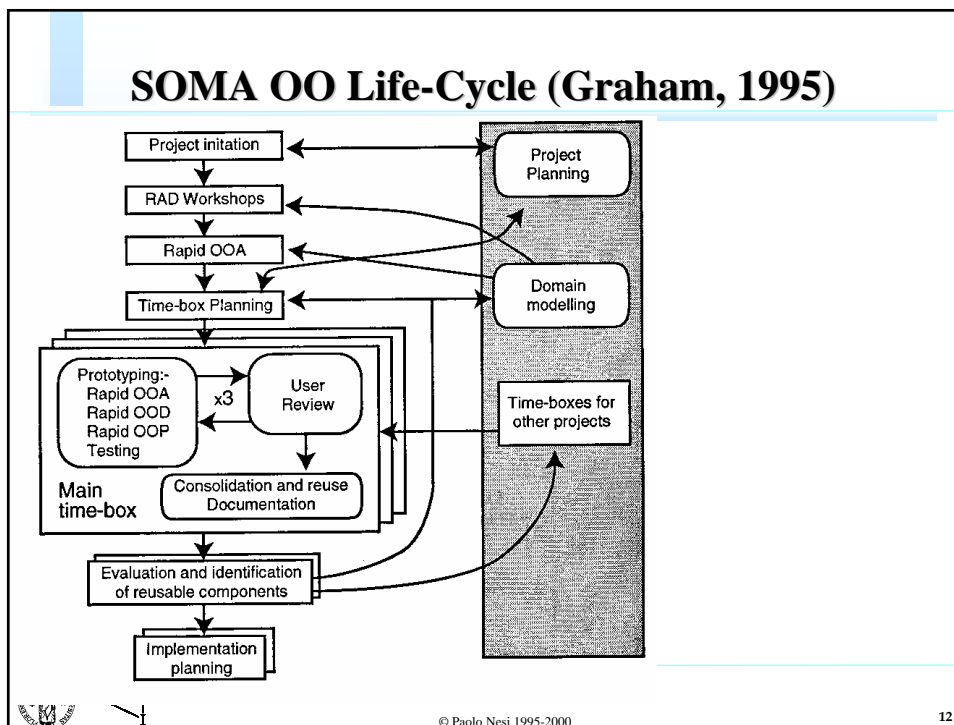 SOMA OO Life-Cycle (Graham, 1995)
Project initation
RAD Workshops
Rapid OOA
Time-box Planning
Prototyping:-
Rapid OOA
Rapid OOD
Rapid OOP
Testing
x3
User
Review
Consolidation and reuse
Documentation
Main
time-box
Evaluation and identification
of reusable components
Implementation
planning
Project
Planning
Domain
modelling
Time-boxes for
other projects
© Paolo Nesi 1995-2000
12